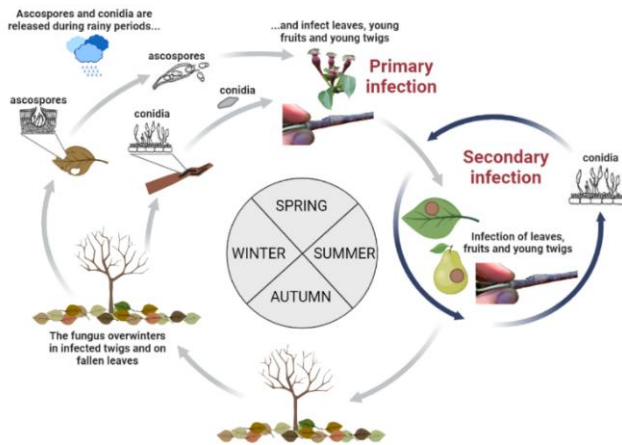 Ascospores and conidia are
released during rainy periods...
ascospores
...and infect leaves, young
fruits and young twigs
Primary
infection
conidia
ascospores
conidia
Secondary
infection
conidia
Infection of leaves,
fruits and young twigs
SPRING
WINTER
SUMMER
AUTUMN
The fungus overwinters
in infected twigs and on
fallen leaves